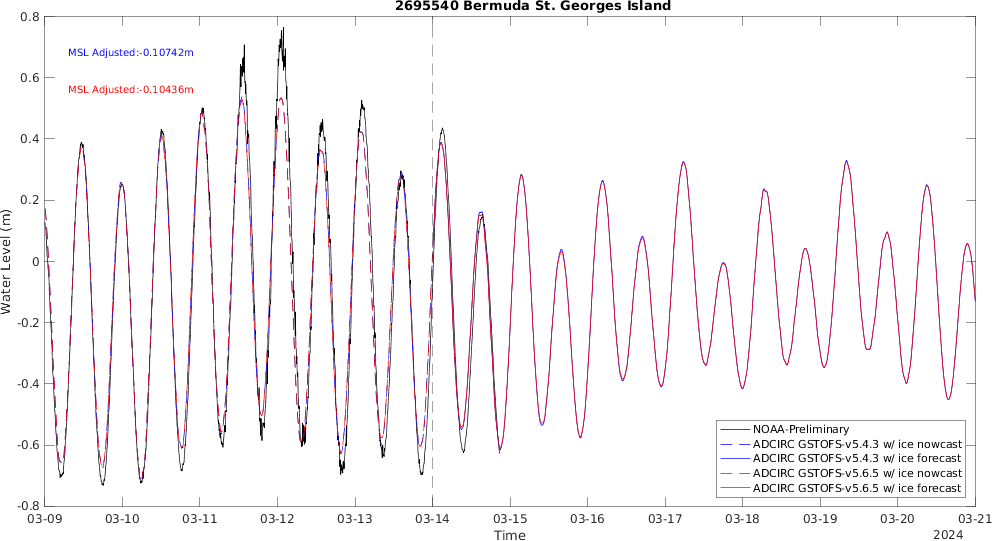 2695540 Bermuda St. Georges Island
MSL Adjusted:-0.10742m
MSL Adjusted:-0.10436m
Water Level (m)
0.8
0.6
0.4
0.2
0
-0.2
-0.4
-0.6
-0.8
NOAA-Preliminary
ADCIRC GSTOFS-v5.4.3 w/ ice nowcast
ADCIRC GSTOFS-v5.4.3 w/ ice forecast
ADCIRC GSTOFS-v5.6.5 w/ ice nowcast
ADCIRC GSTOFS-v5.6.5 w/ ice forecast
03-09 03-10 03-11 03-12 03-13 03-14 03-15 03-16 03-17 03-18 03-19 03-20 03-21
Time
2024